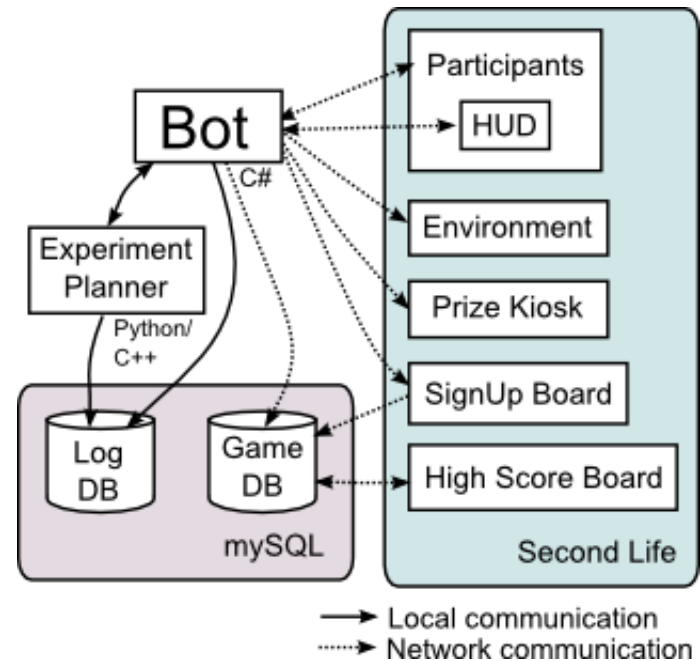 Participants
HUD
Bot
C#
Environment
Experiment
Planner
Prize Kiosk
Python/
C++
SignUp Board
Log
DB
Game
DB
High Score Board
mySQL
Second Life
Local communication
Network communication